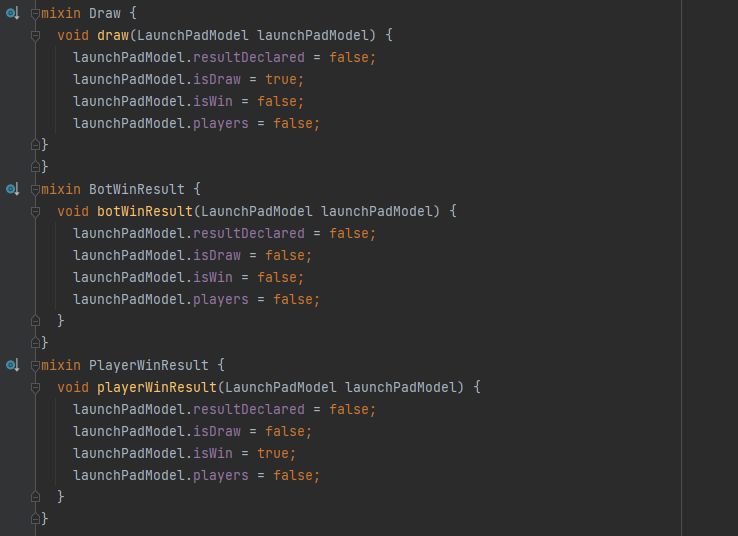 mixin Draw {
  void draw(LaunchPadModel launchPadModel) {
    launchPadModel.resultDeclared = false;
    launchPadModel.isDraw = true;
    launchPadModel.isWin = false;
    launchPadModel.players = false;
}
}
mixin BotWinResult {
  void botWinResult(LaunchPadModel launchPadModel) {
    launchPadModel.resultDeclared = false;
    launchPadModel.isDraw = false;
    launchPadModel.isWin = false;
    launchPadModel.players = false;
  }
}
mixin PlayerWinResult {
  void playerWinResult(LaunchPadModel launchPadModel) {
    launchPadModel.resultDeclared = false;
    launchPadModel.isDraw = false;
    launchPadModel.isWin = true;
    launchPadModel.players = false;
  }
}